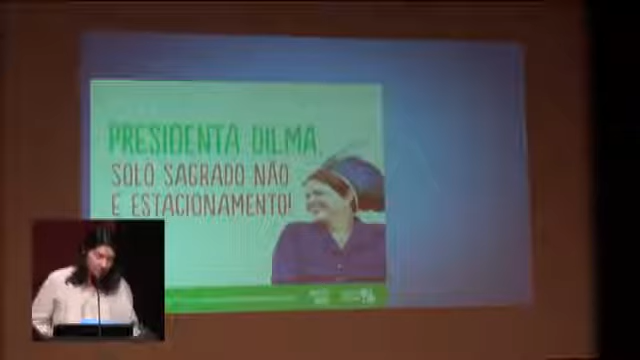 PRESIDENTA DILMA,
SOLO SAGRADO NÃO
É ESTACIONAMENTO!